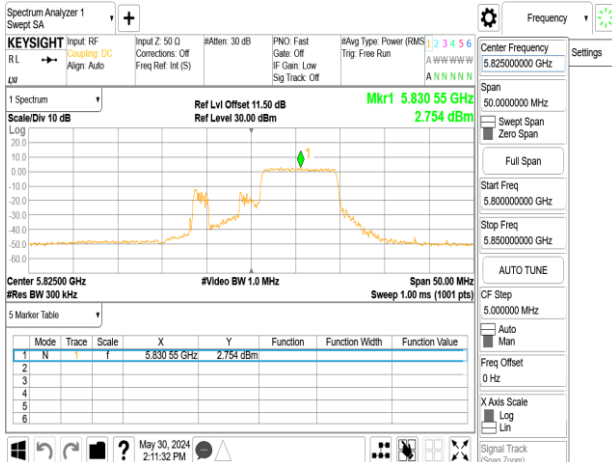 Spectrum Analyzer 1
Swept SA
+
Frequency
KEYSIGHT
RL
Input: RF
Coupling: DC
Align: Auto
Input Z: 50 Ω
Corrections: Off
Freq Ref: Int (S)
#Atten: 30 dB
PNO: Fast
Gate: Off
IF Gain: Low
Sig Track: Off
#Avg Type: Power (RMS
Trig: Free Run
1 2 3 4 5 6
A W W W W W
A N N N N N
Center Frequency
5.825000000 GHz
Settings
Span
50.0000000 MHz
Swept Span
Zero Span
Full Span
Start Freq
5.800000000 GHz
Stop Freq
5.850000000 GHz
AUTO TUNE
CF Step
5.000000 MHz
Auto
Man
Freq Offset
0 Hz
X Axis Scale
Log
Lin
Signal Track
(Span Zoom)
1 Spectrum
Scale/Div 10 dB
Ref Lvl Offset 11.50 dB
Ref Level 30.00 dBm
Mkr1 5.830 55 GHz
2.754 dBm
Log
20.0
10.0
0.00
-10.0
-20.0
-30.0
-40.0
-50.0
-60.0
1
Center 5.82500 GHz
#Res BW 300 kHz
#Video BW 1.0 MHz
Span 50.00 MHz
Sweep 1.00 ms (1001 pts)
5 Marker Table
Mode Trace Scale X Y Function Function Width Function Value
1 N 1 f 5.830 55 GHz 2.754 dBm
2
3
4
5
6
?
May 30, 2024
2:11:32 PM